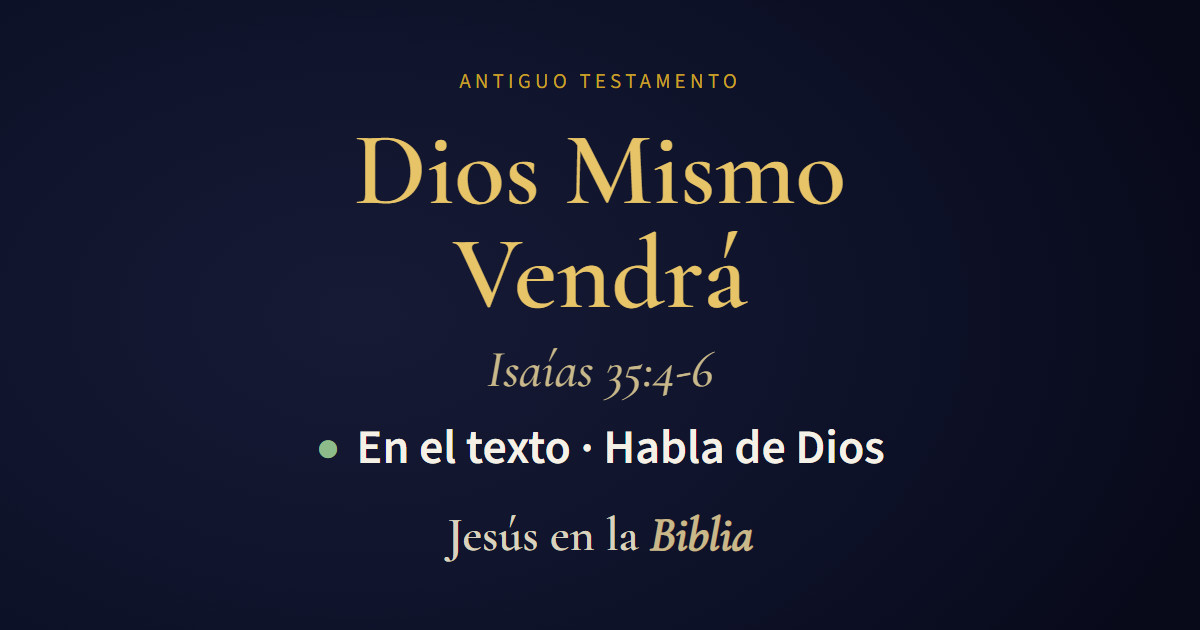 ANTIGUO TESTAMENTO
Dios Mismo
Vendrá
Isaías 35:4-6
En el texto · Habla de Dios
Jesús en la Biblia